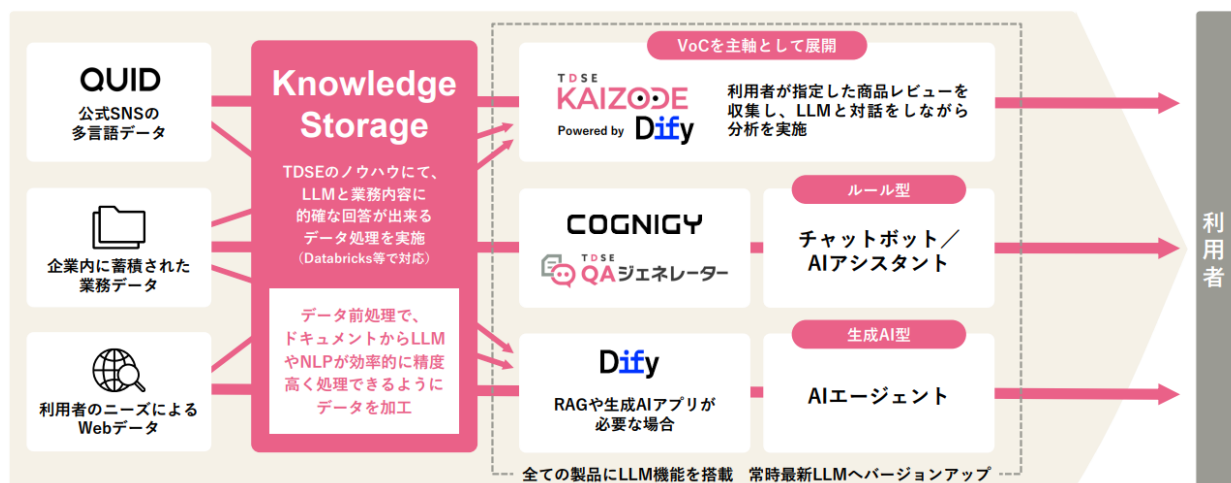 QUID
公式SNSの
多言語データ
企業内に蓄積された
業務データ
利用者のニーズによる
Webデータ
Knowledge
Storage
TDSEのノウハウにて、
LLMと業務内容に
的確な回答が出来る
データ処理を実施
（Databricks等で対応）
データ前処理で、
ドキュメントからLLM
やNLPが効率的に精度
高く処理できるように
データを加工
VoCを主軸として展開
TDSE
KAIZODE
Powered by Dify
利用者が指定した商品レビューを
収集し、LLMと対話をしながら
分析を実施
COGNIGY
TDSE
QAジェネレーター
ルール型
チャットボット／
AIアシスタント
Dify
RAGや生成AIアプリが
必要な場合
生成AI型
AIエージェント
全ての製品にLLM機能を搭載　常時最新LLMへバージョンアップ
利用者